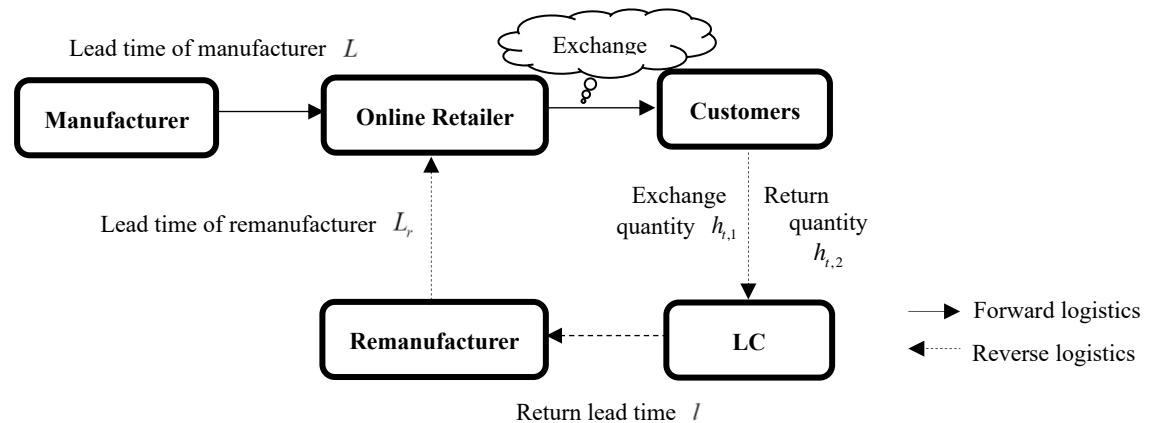 Lead time of manufacturer L
Exchange
Manufacturer
Online Retailer
Customers
Lead time of remanufacturer L_r
Exchange
quantity h_{t,1}
Return
quantity
h_{t,2}
Remanufacturer
LC
Forward logistics
Reverse logistics
Return lead time l